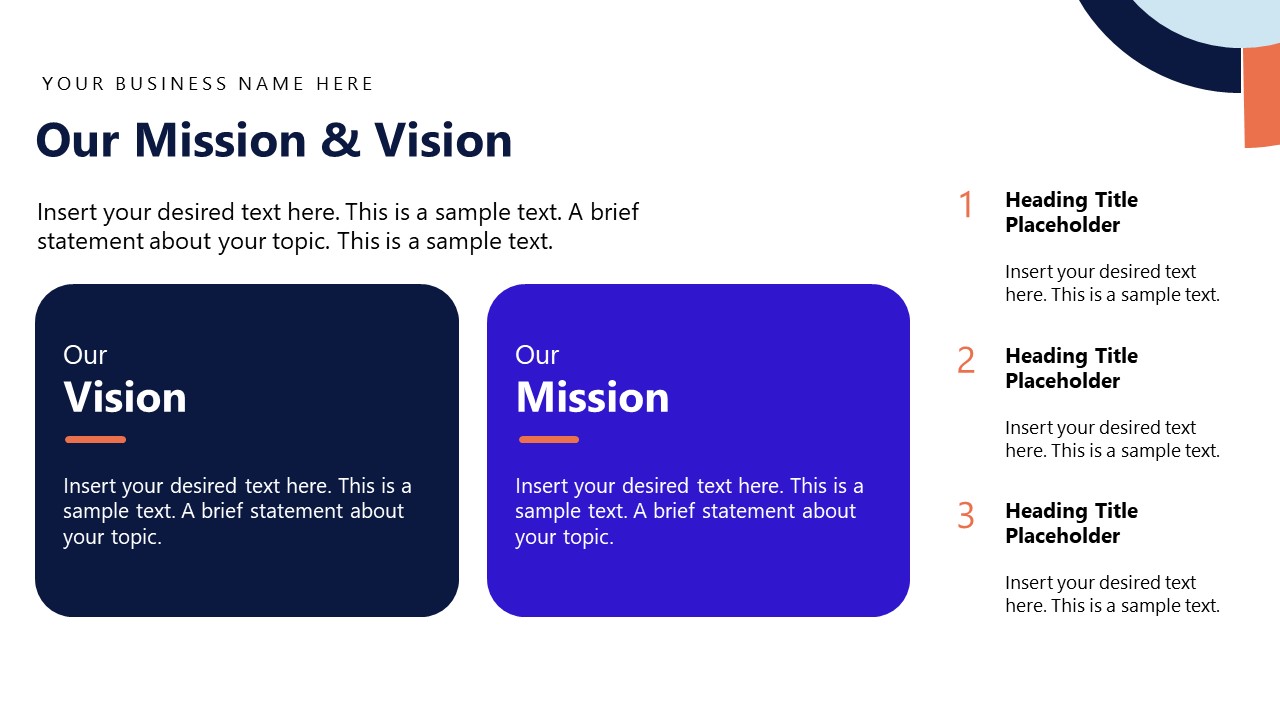 YOUR BUSINESS NAME HERE
Our Mission & Vision
Insert your desired text here. This is a sample text. A brief
statement about your topic. This is a sample text.
Our
Vision
Insert your desired text here. This is a
sample text. A brief statement about
your topic.
Our
Mission
Insert your desired text here. This is a
sample text. A brief statement about
your topic.
1
Heading Title
Placeholder
Insert your desired text
here. This is a sample text.
2
Heading Title
Placeholder
Insert your desired text
here. This is a sample text.
3
Heading Title
Placeholder
Insert your desired text
here. This is a sample text.